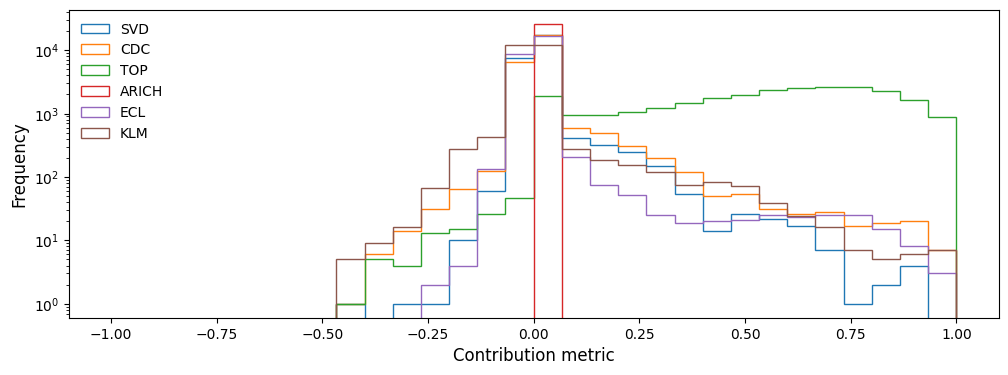 SVD
CDC
TOP
ARICH
ECL
KLM
Frequency
10⁴
10³
10²
10¹
10⁰
−1.00 −0.75 −0.50 −0.25 0.00 0.25 0.50 0.75 1.00
Contribution metric